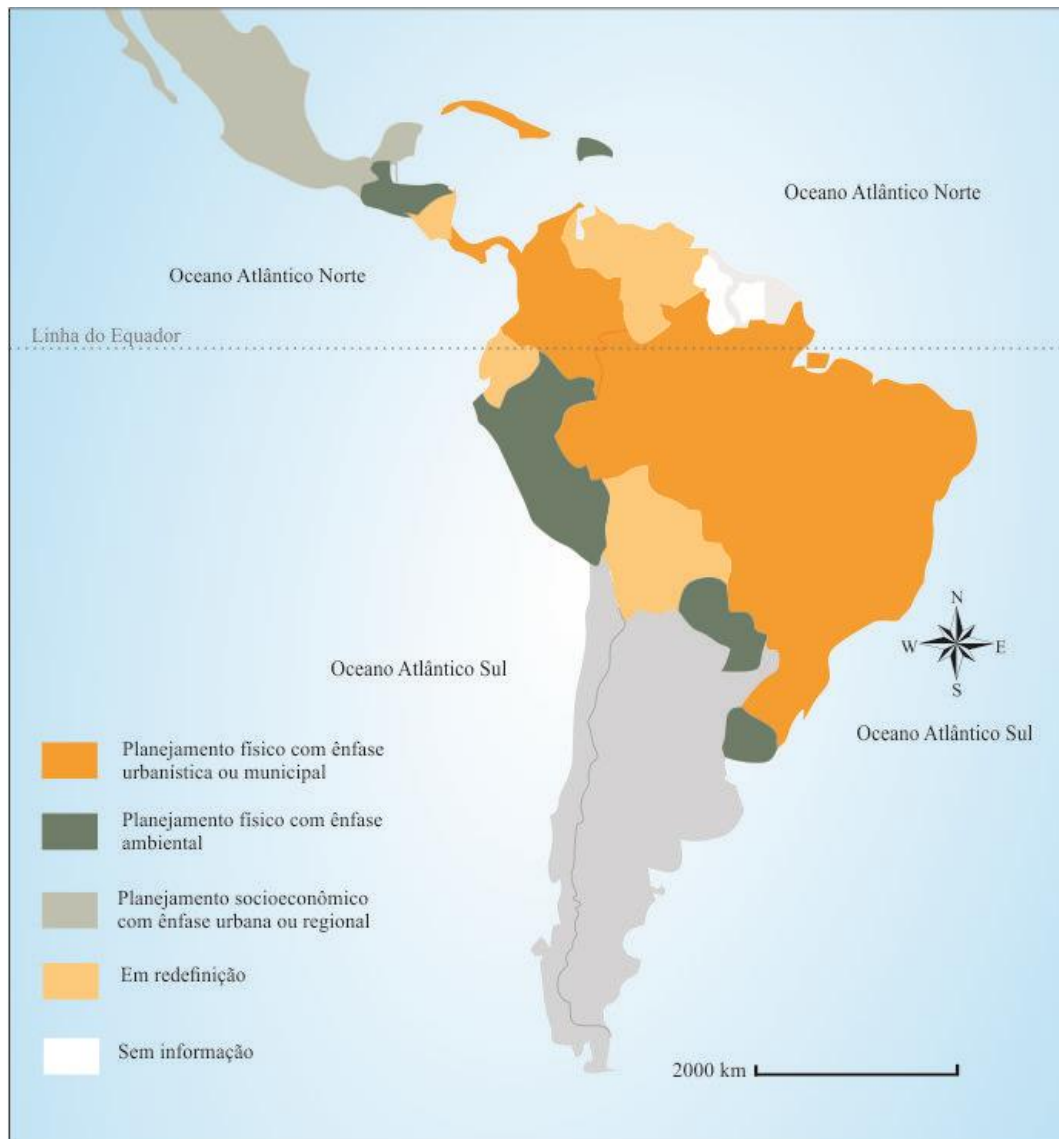 Oceano Atlântico Norte
Oceano Atlântico Norte
Linha do Equador
N
W
E
S
Oceano Atlântico Sul
Oceano Atlântico Sul
Planejamento físico com ênfase
urbanística ou municipal
Planejamento físico com ênfase
ambiental
Planejamento socioeconômico
com ênfase urbana ou regional
Em redefinição
Sem informação
2000 km